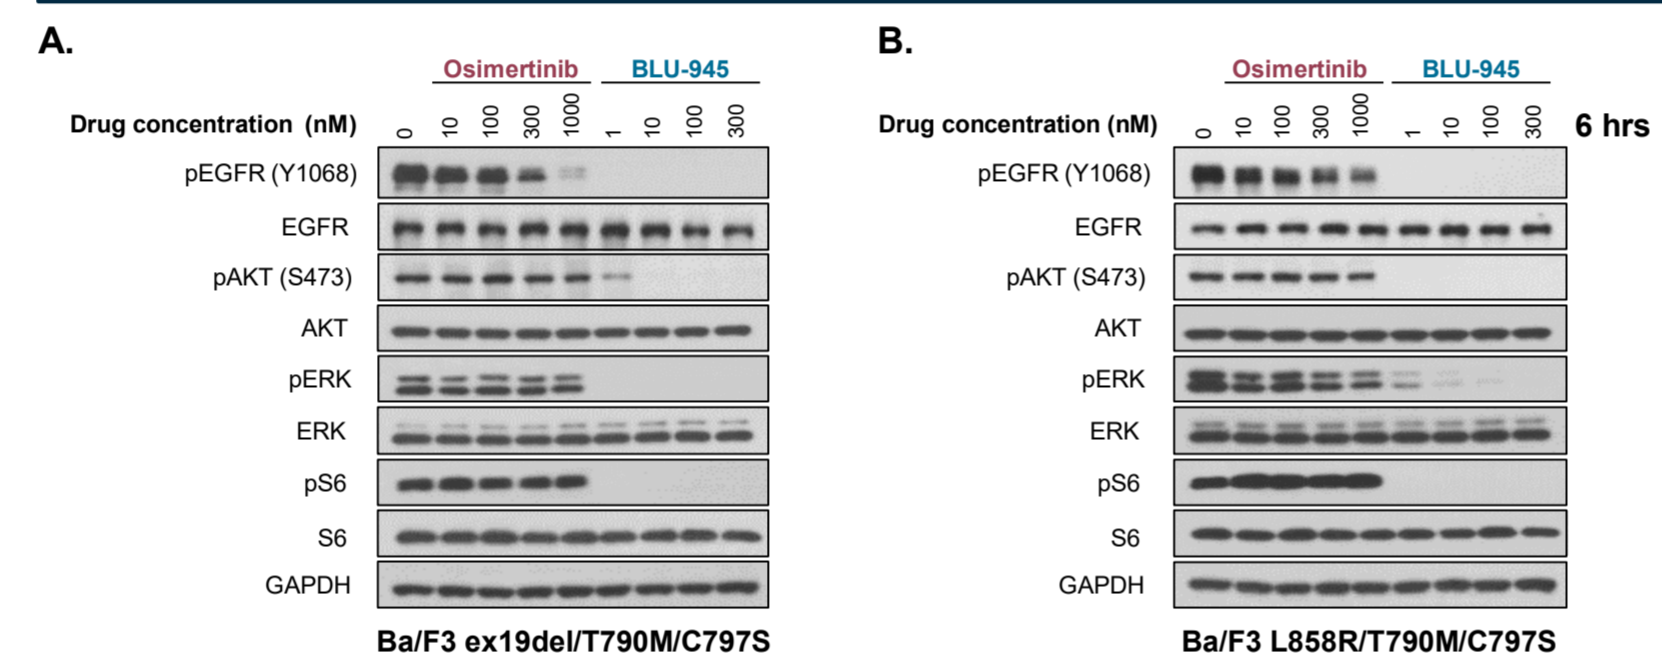 A.
Osimertinib BLU-945
Drug concentration (nM) 0 10 100 300 1000 1 10 100 300
pEGFR (Y1068)
EGFR
pAKT (S473)
AKT
pERK
ERK
pS6
S6
GAPDH
Ba/F3 ex19del/T790M/C797S
B.
Osimertinib BLU-945
Drug concentration (nM) 0 10 100 300 1000 1 10 100 300 6 hrs
pEGFR (Y1068)
EGFR
pAKT (S473)
AKT
pERK
ERK
pS6
S6
GAPDH
Ba/F3 L858R/T790M/C797S